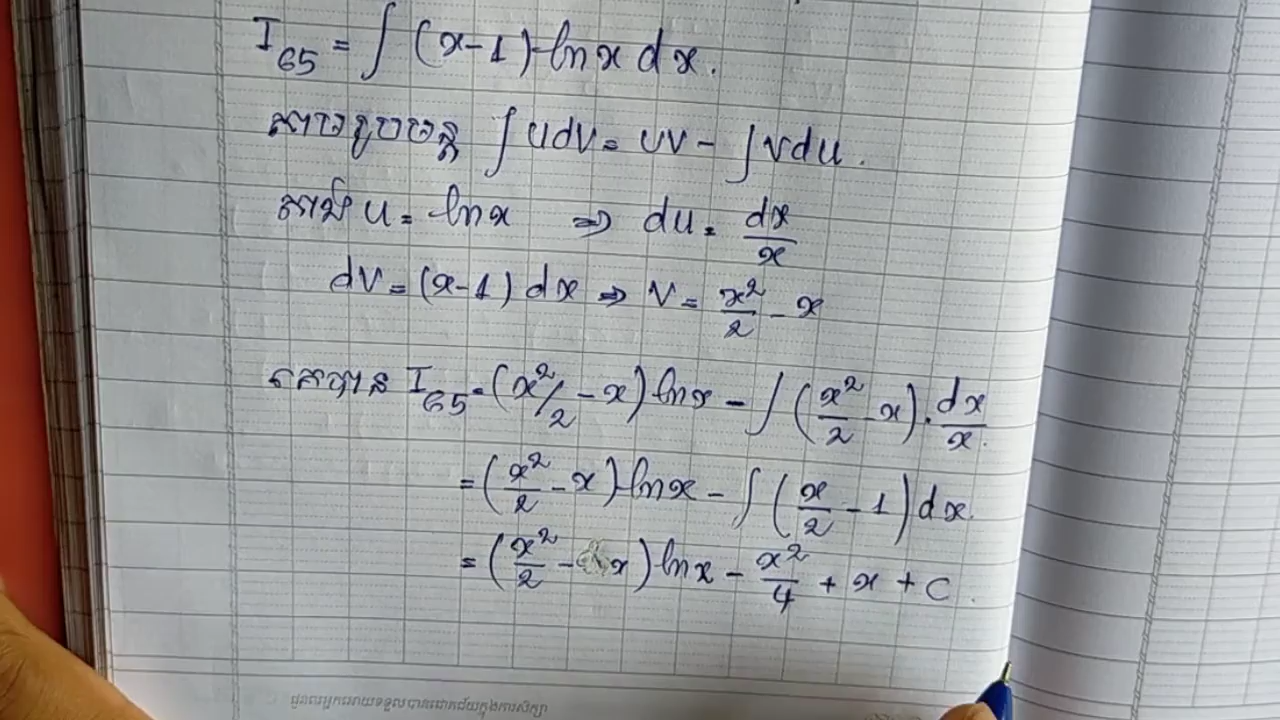 I₆₅ = ∫ (x-1) ln x dx.
តាមរូបមន្ត ∫ u dv = uv - ∫ v du.
តាង u = ln x ⇒ du = dx/x
dv = (x-1) dx ⇒ v = x²/2 - x
គេបាន I₆₅ = (x²/2 - x) ln x - ∫ (x²/2 - x) · dx/x.
= (x²/2 - x) ln x - ∫ (x/2 - 1) dx
= (x²/2 - x) ln x - x²/4 + x + C.